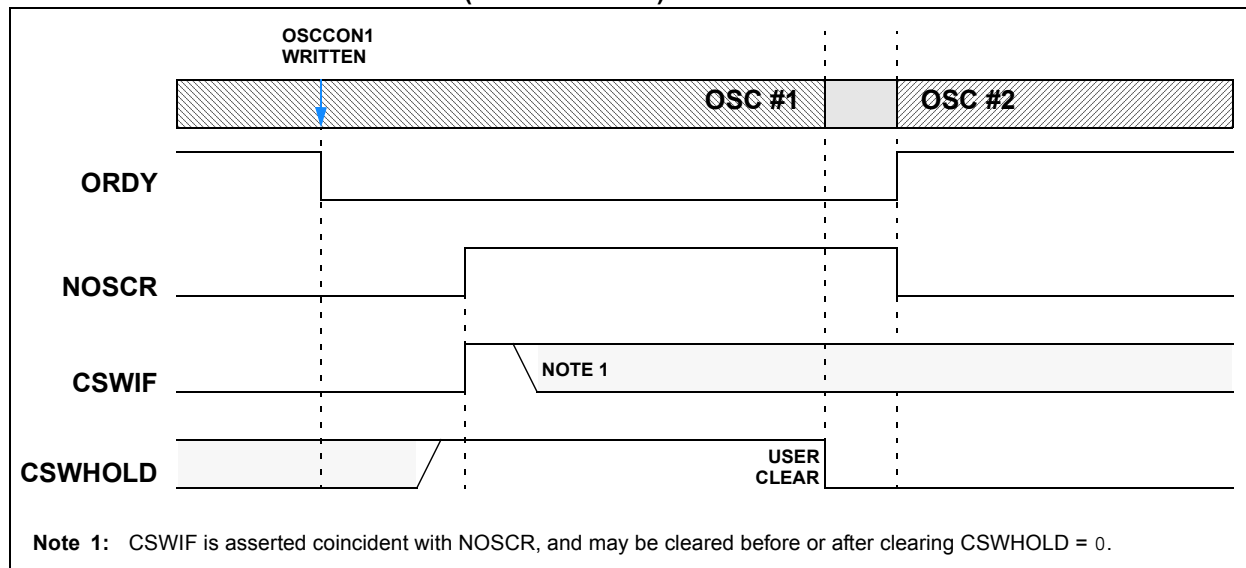 OSCCON1
WRITTEN
OSC #1
OSC #2
ORDY
NOSCR
CSWIF
NOTE 1
CSWHOLD
USER
CLEAR
Note 1: CSWIF is asserted coincident with NOSCR, and may be cleared before or after clearing CSWHOLD = 0.